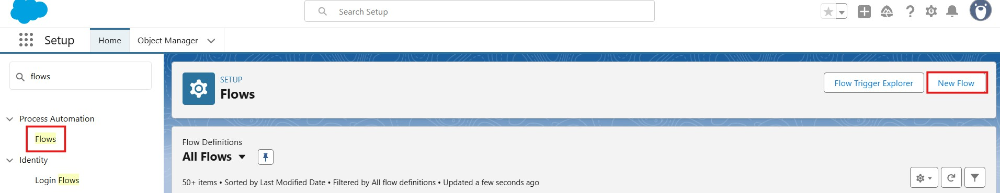 Search Setup
Setup
Home
Object Manager
flows
Process Automation
Flows
Identity
Login Flows
SETUP
Flows
Flow Trigger Explorer
New Flow
Flow Definitions
All Flows
50+ items • Sorted by Last Modified Date • Filtered by All flow definitions • Updated a few seconds ago